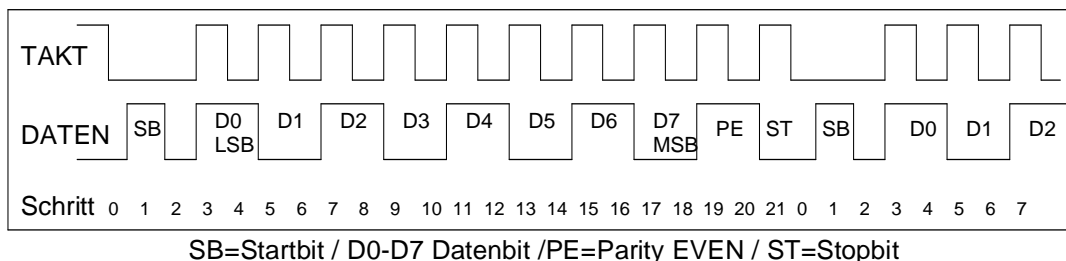 TAKT
DATEN SB D0 D1 D2 D3 D4 D5 D6 D7 PE ST SB D0 D1 D2
LSB MSB
Schritt 0 1 2 3 4 5 6 7 8 9 10 11 12 13 14 15 16 17 18 19 20 21 0 1 2 3 4 5 6 7
SB=Startbit / D0-D7 Datenbit /PE=Parity EVEN / ST=Stopbit